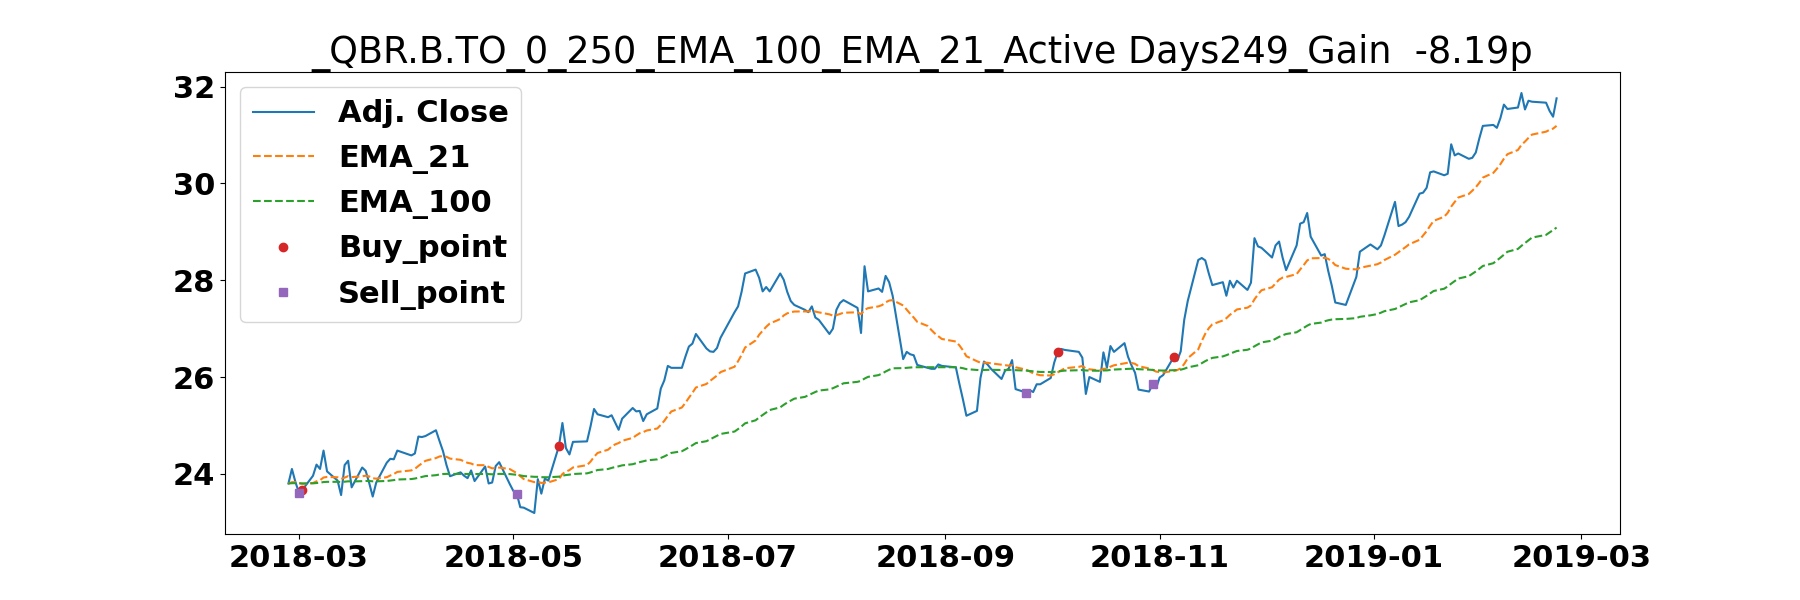 _QBR.B.TO_0_250_EMA_100_EMA_21_Active Days249_Gain  -8.19p
32
30
28
26
24
Adj. Close
EMA_21
EMA_100
Buy_point
Sell_point
2018-03 2018-05 2018-07 2018-09 2018-11 2019-01 2019-03